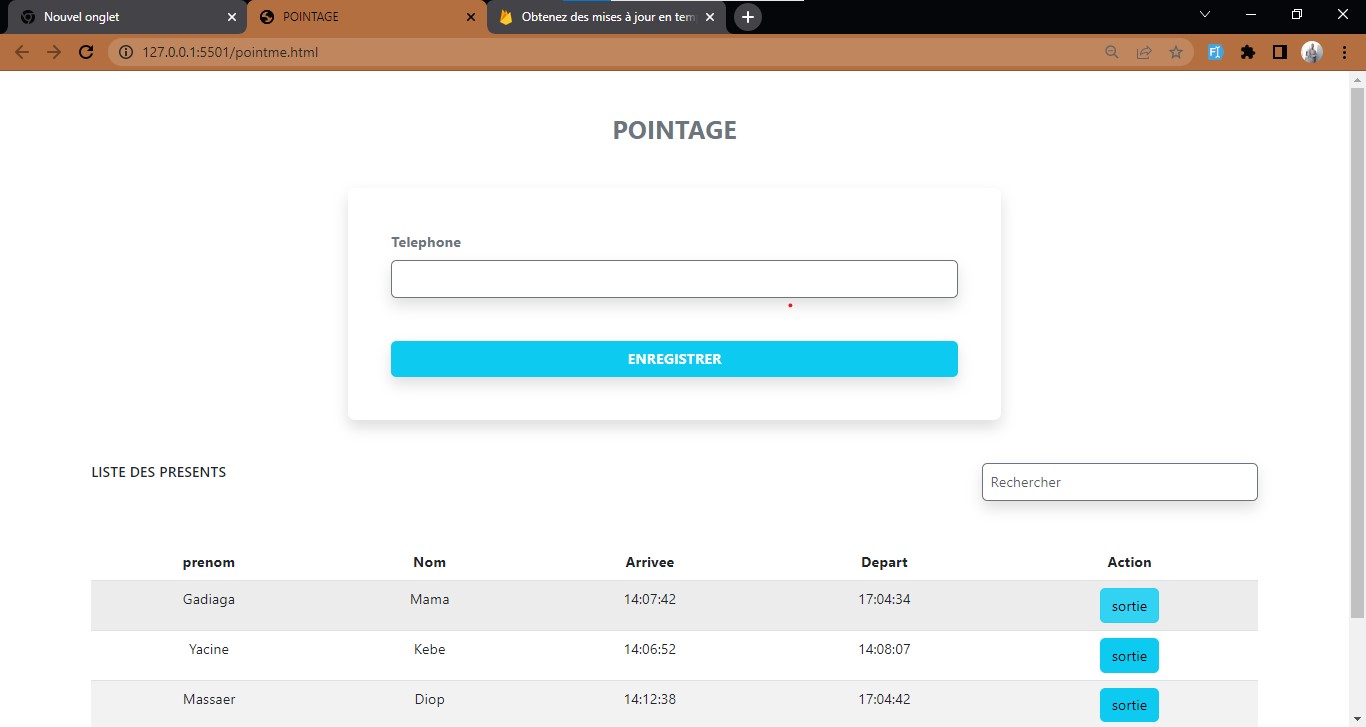 Nouvel onglet POINTAGE Obtenez des mises à jour en tem
127.0.0.1:5501/pointme.html
POINTAGE
Telephone
ENREGISTRER
LISTE DES PRESENTS Rechercher
prenom Nom Arrivee Depart Action
Gadiaga Mama 14:07:42 17:04:34 sortie
Yacine Kebe 14:06:52 14:08:07 sortie
Massaer Diop 14:12:38 17:04:42 sortie